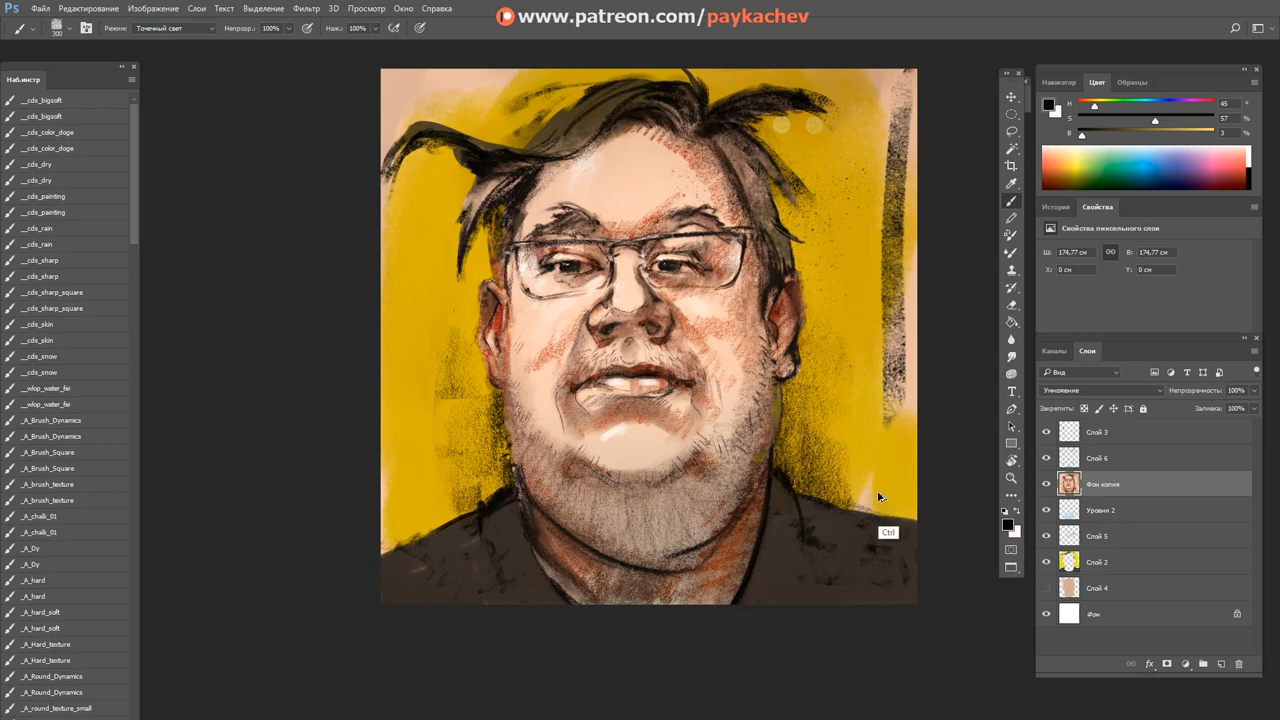 Ps Файл Редактирование Изображение Слои Текст Выделение Фильтр 3D Просмотр Окно Справка
www.patreon.com/paykachev
300 Режим: Точечный свет Непрозр.: 100% Наж.: 100%
Наб.инстр
__cds_bigsoft
__cds_bigsoft
__cds_color_doge
__cds_color_doge
__cds_dry
__cds_dry
__cds_painting
__cds_painting
__cds_rain
__cds_rain
__cds_sharp
__cds_sharp
__cds_sharp_square
__cds_sharp_square
__cds_skin
__cds_skin
__cds_snow
__cds_snow
__wlop_water_fei
__wlop_water_fei
_A_Brush_Dynamics
_A_Brush_Dynamics
_A_Brush_Square
_A_Brush_Square
_A_brush_texture
_A_brush_texture
_A_chalk_01
_A_chalk_01
_A_Dy
_A_Dy
_A_hard
_A_hard
_A_hard_soft
_A_hard_soft
_A_Hard_texture
_A_Hard_texture
_A_Round_Dynamics
_A_Round_Dynamics
_A_round_texture_small
Ctrl
Навигатор Цвет Образцы
H 45 °
S 57 %
B 3 %
История Свойства
Свойства пиксельного слоя
Ш: 174,77 см В: 174,77 см
X: 0 см Y: 0 см
Каналы Слои
Вид
Умножение Непрозрачность: 100%
Закрепить: Заливка: 100%
Слой 3
Слой 6
Фон копия
Уровни 2
Слой 5
Слой 2
Слой 4
Фон
fx